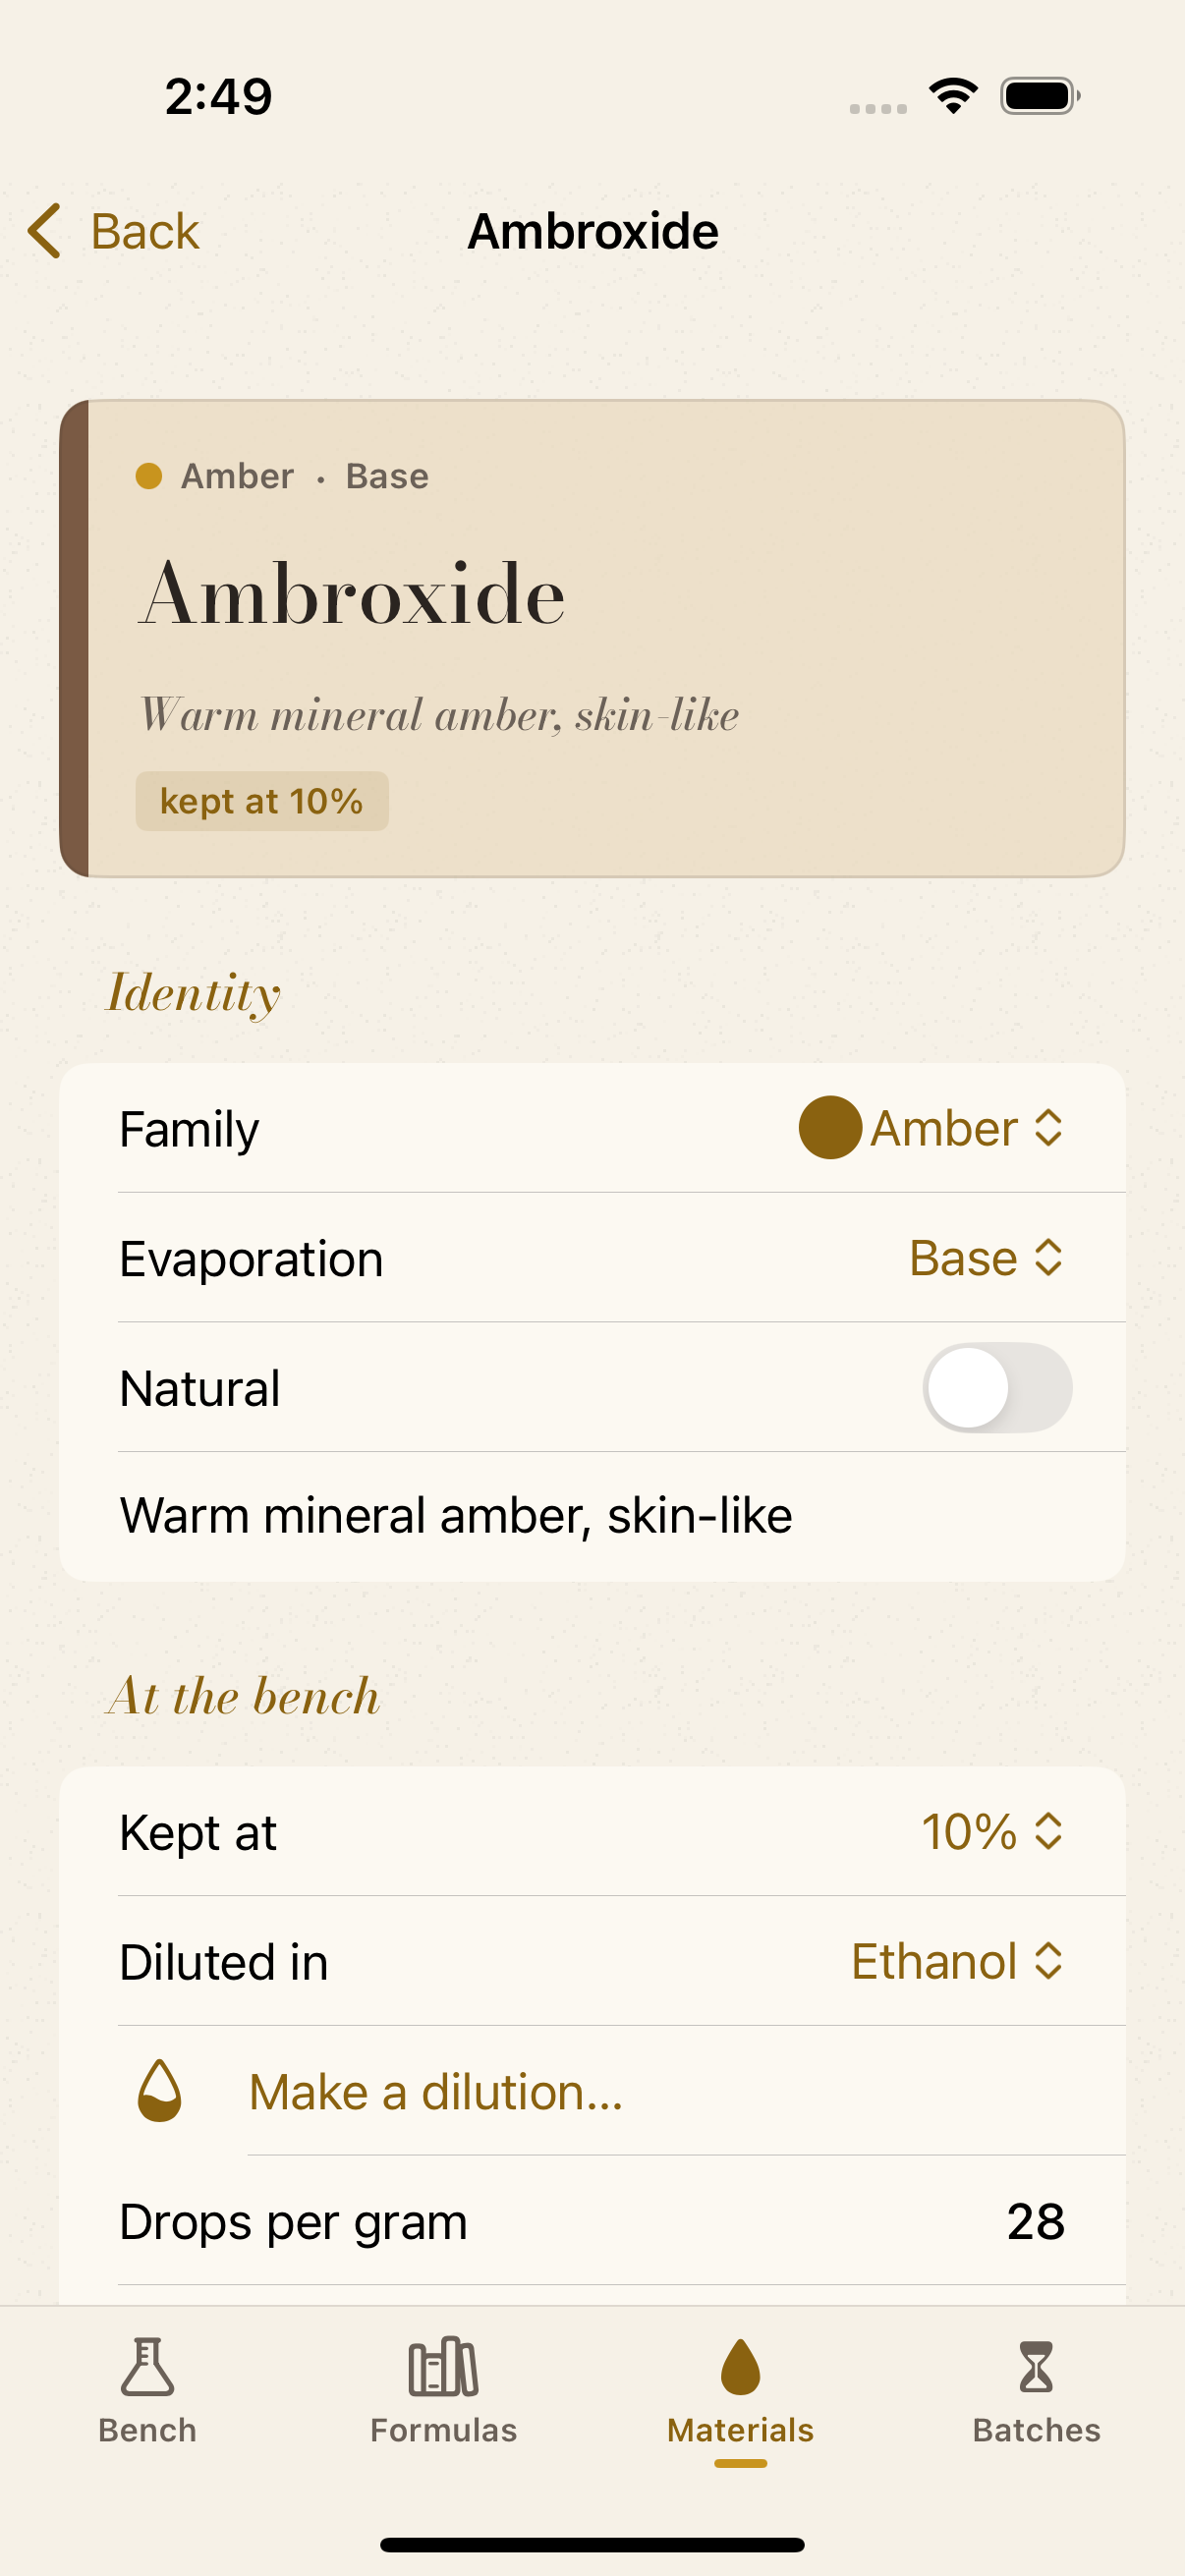 2:49
Back
Ambroxide
Amber · Base
Ambroxide
Warm mineral amber, skin-like
kept at 10%
Identity
Family Amber
Evaporation Base
Natural
Warm mineral amber, skin-like
At the bench
Kept at 10%
Diluted in Ethanol
Make a dilution...
Drops per gram 28
Bench Formulas Materials Batches